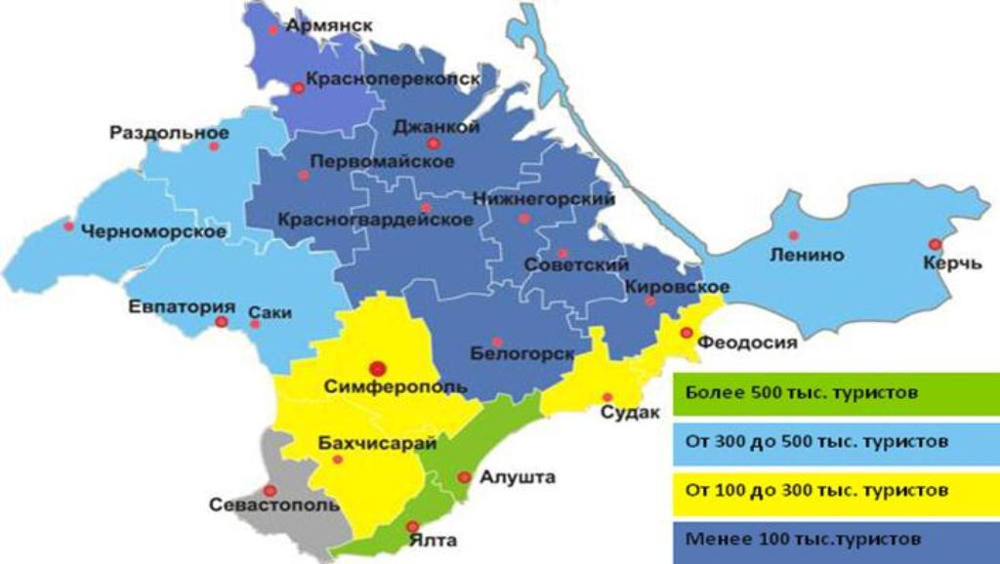 Армянск
Красноперекопск
Джанкой
Раздольное
Первомайское
Нижнегорский
Красногвардейское
Черноморское
Советский
Ленино
Керчь
Кировское
Евпатория
Саки
Феодосия
Белогорск
Симферополь
Судак
Бахчисарай
Алушта
Севастополь
Ялта
Более 500 тыс. туристов
От 300 до 500 тыс. туристов
От 100 до 300 тыс. туристов
Менее 100 тыс.туристов